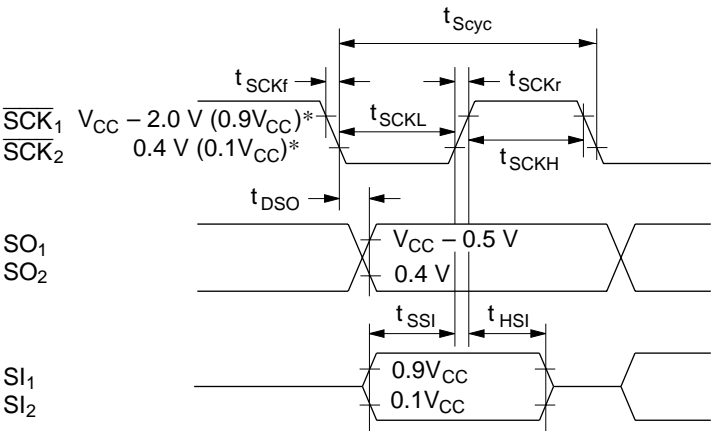 tScyc
tSCKf
tSCKr
SCK1 VCC – 2.0 V (0.9VCC)*
tSCKL
SCK2 0.4 V (0.1VCC)*
tSCKH
tDSO
SO1
VCC – 0.5 V
SO2
0.4 V
tSSI
tHSI
SI1
0.9VCC
SI2
0.1VCC